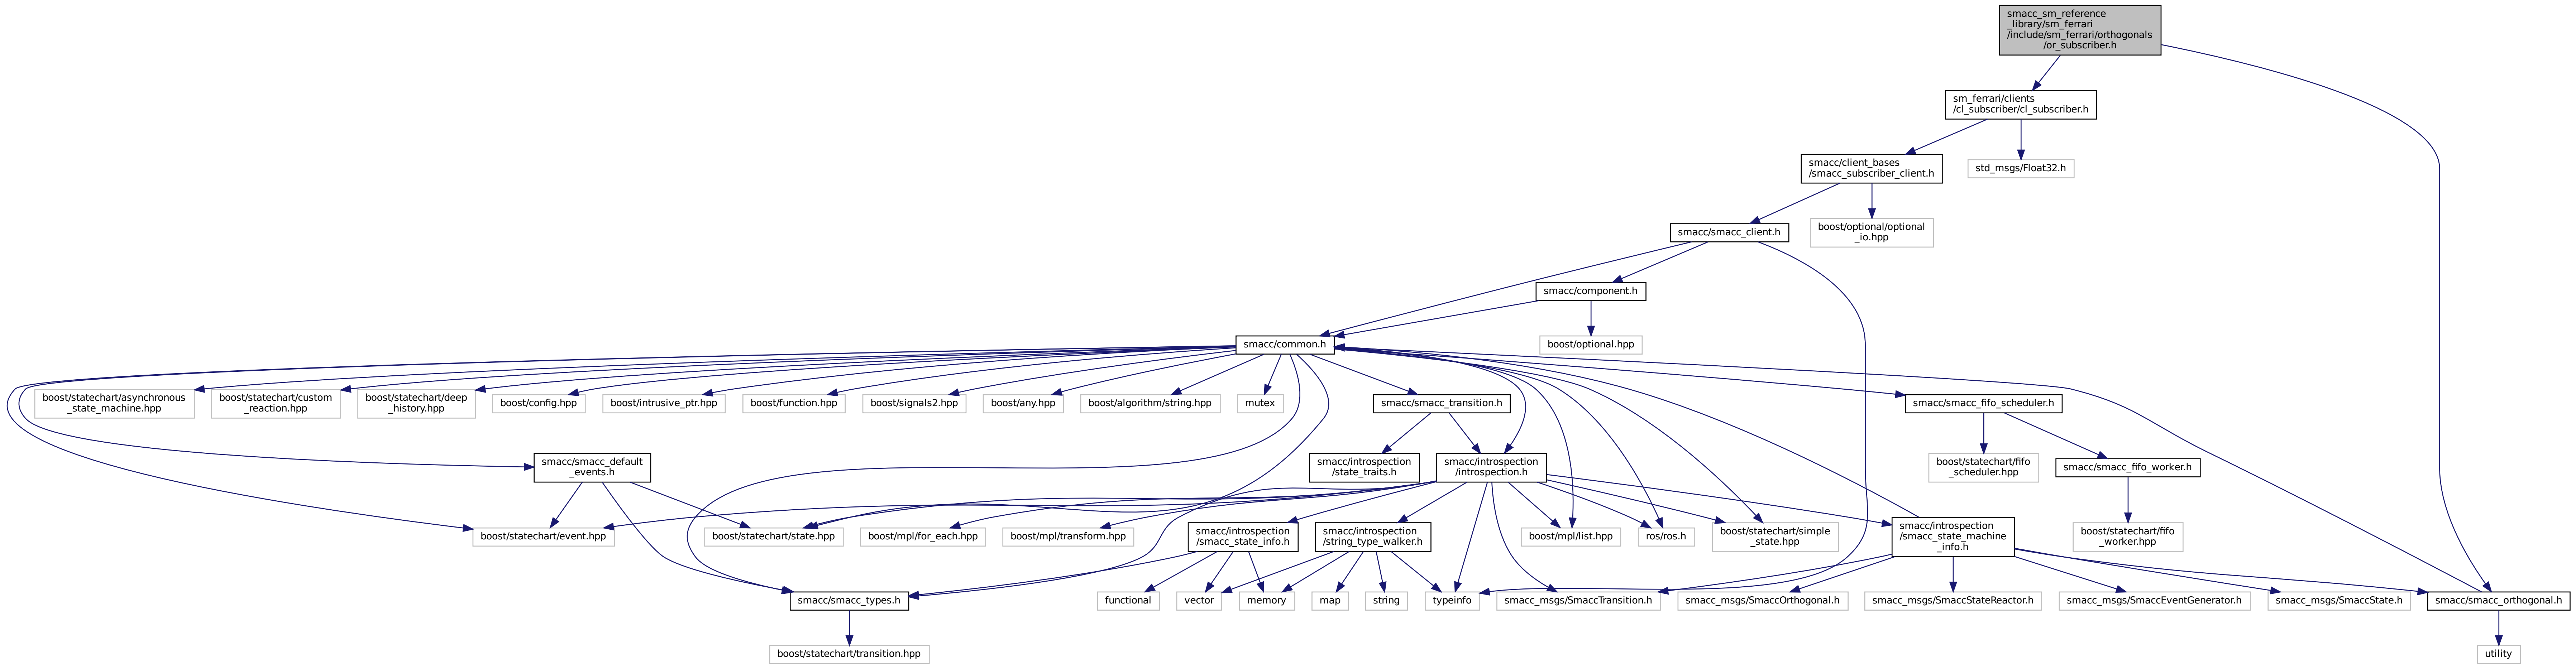 smacc_sm_reference
_library/sm_ferrari
/include/sm_ferrari/orthogonals
/or_subscriber.h
sm_ferrari/clients
/cl_subscriber/cl_subscriber.h
smacc/client_bases
/smacc_subscriber_client.h
std_msgs/Float32.h
smacc/smacc_client.h
boost/optional/optional
_io.hpp
smacc/component.h
smacc/common.h
boost/optional.hpp
boost/statechart/asynchronous
_state_machine.hpp
boost/statechart/custom
_reaction.hpp
boost/statechart/deep
_history.hpp
boost/config.hpp
boost/intrusive_ptr.hpp
boost/function.hpp
boost/signals2.hpp
boost/any.hpp
boost/algorithm/string.hpp
mutex
smacc/smacc_transition.h
smacc/smacc_fifo_scheduler.h
smacc/smacc_default
_events.h
smacc/introspection
/state_traits.h
smacc/introspection
/introspection.h
boost/statechart/fifo
_scheduler.hpp
smacc/smacc_fifo_worker.h
boost/statechart/event.hpp
boost/statechart/state.hpp
boost/mpl/for_each.hpp
boost/mpl/transform.hpp
smacc/introspection
/smacc_state_info.h
smacc/introspection
/string_type_walker.h
boost/mpl/list.hpp
ros/ros.h
boost/statechart/simple
_state.hpp
smacc/introspection
/smacc_state_machine
_info.h
boost/statechart/fifo
_worker.hpp
smacc/smacc_types.h
functional
vector
memory
map
string
typeinfo
smacc_msgs/SmaccTransition.h
smacc_msgs/SmaccOrthogonal.h
smacc_msgs/SmaccStateReactor.h
smacc_msgs/SmaccEventGenerator.h
smacc_msgs/SmaccState.h
smacc/smacc_orthogonal.h
boost/statechart/transition.hpp
utility